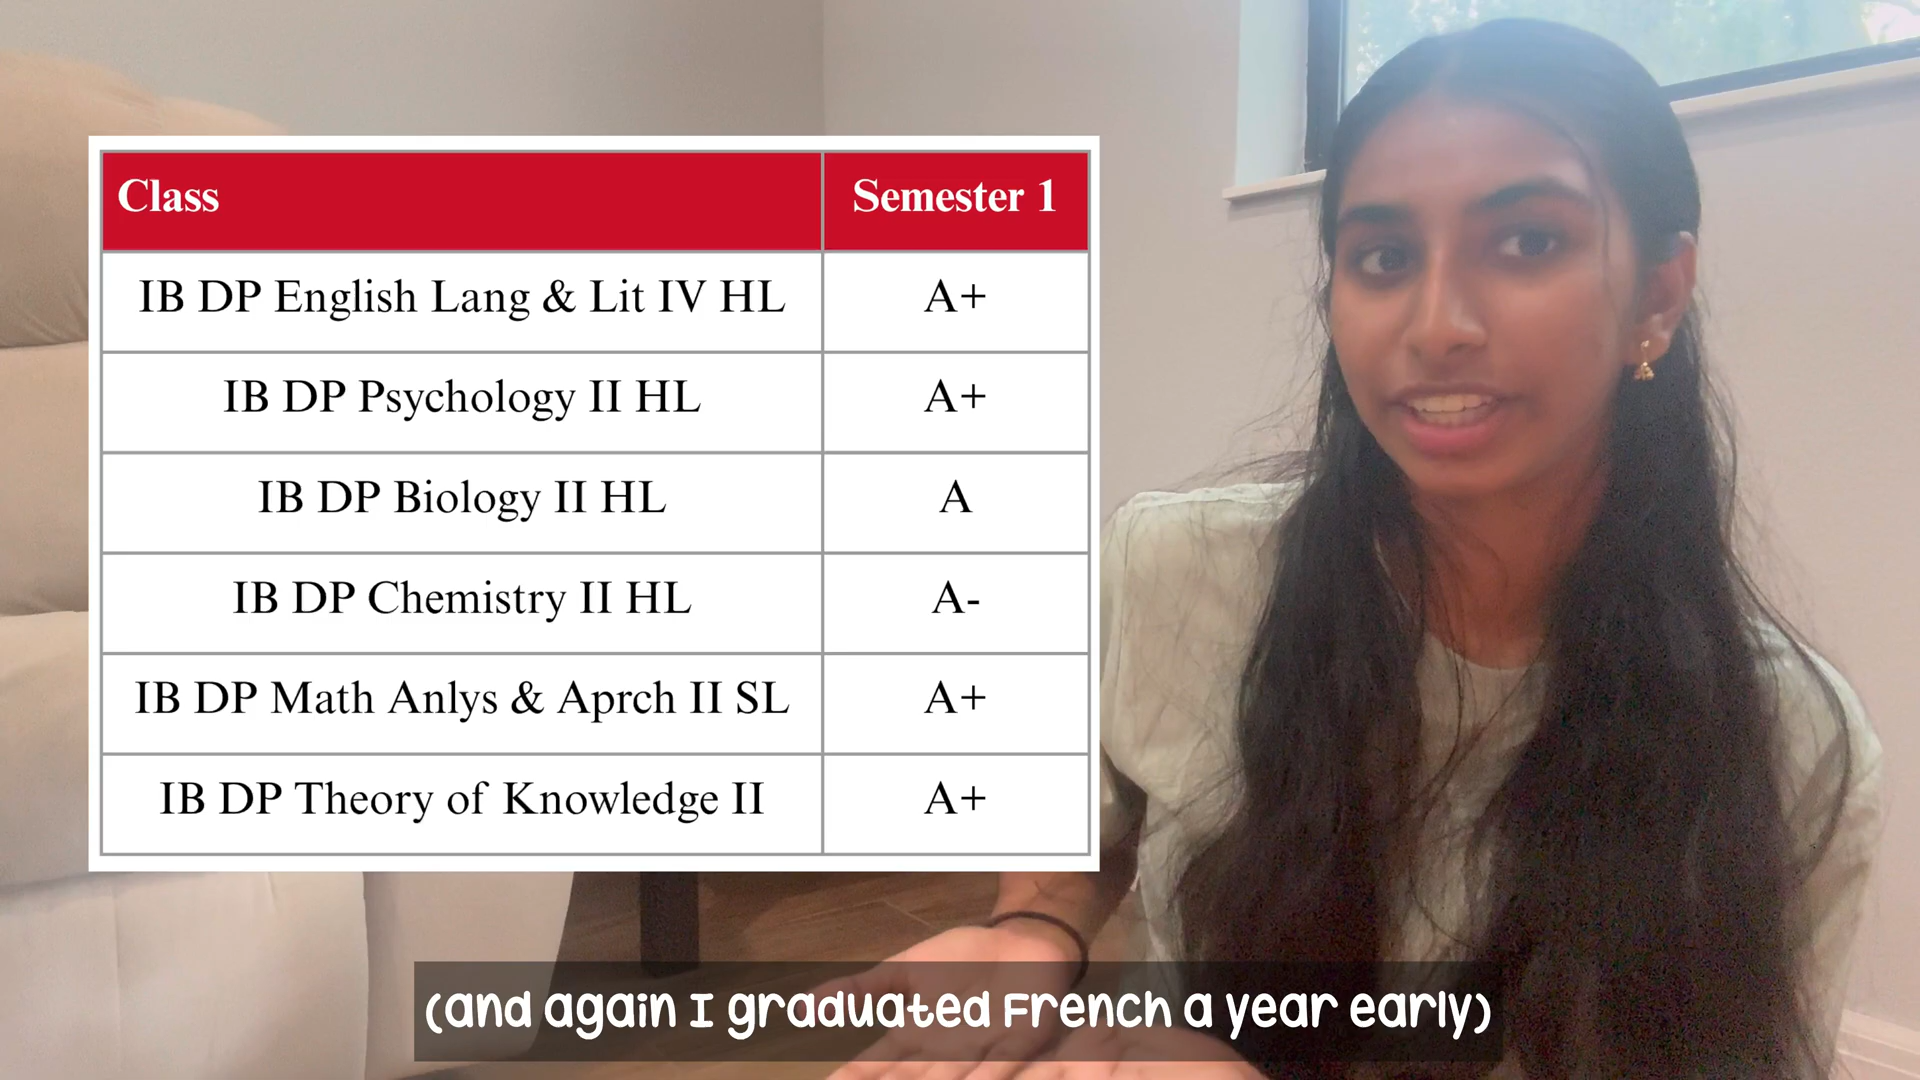 Class Semester 1
IB DP English Lang & Lit IV HL A+
IB DP Psychology II HL A+
IB DP Biology II HL A
IB DP Chemistry II HL A-
IB DP Math Anlys & Aprch II SL A+
IB DP Theory of Knowledge II A+
(and again I graduated French a year early)